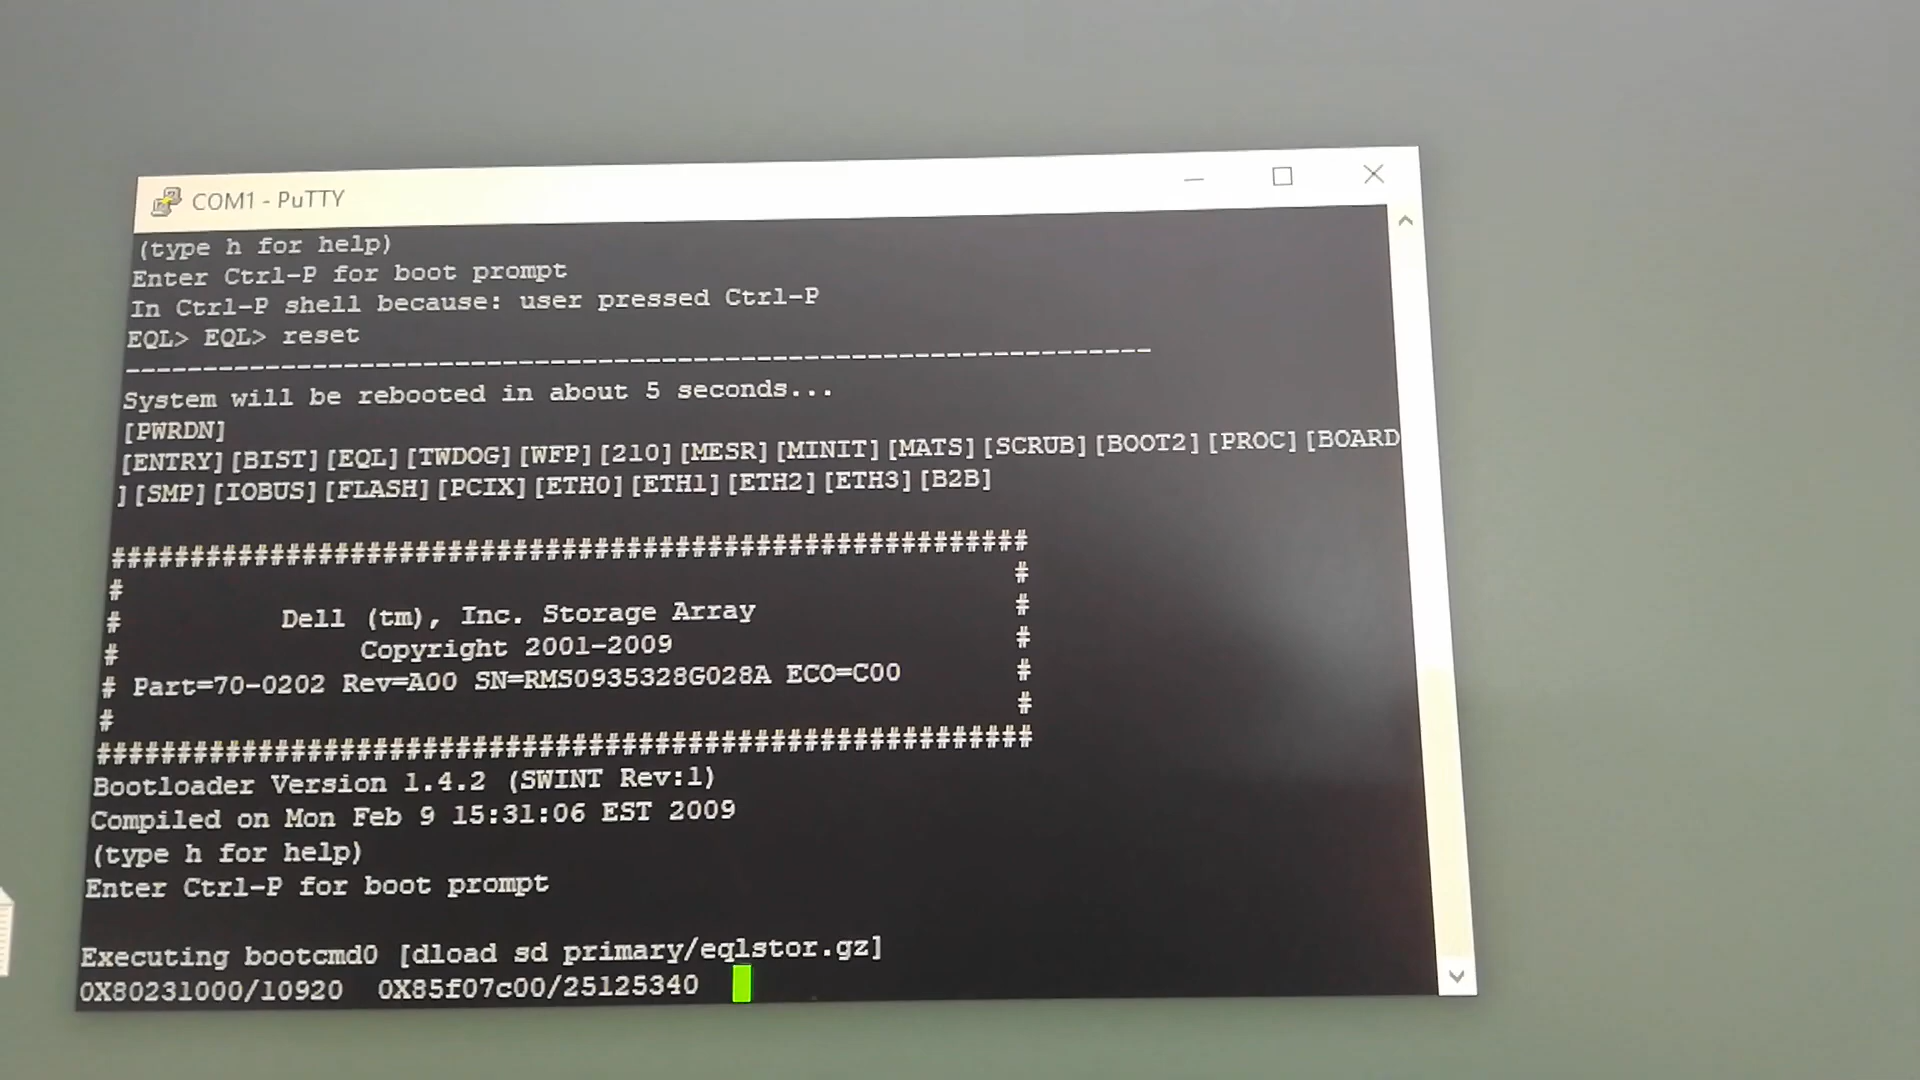 COM1 - PuTTY
(type h for help)
Enter Ctrl-P for boot prompt
In Ctrl-P shell because: user pressed Ctrl-P
EQL> EQL> reset
--------------------------------------------------------------------------------
System will be rebooted in about 5 seconds...
[PWRDN]
[ENTRY][BIST][EQL][TWDOG][WFP][210][MESR][MINIT][MATS][SCRUB][BOOT2][PROC][BOARD
][SMP][IOBUS][FLASH][PCIX][ETH0][ETH1][ETH2][ETH3][B2B]
##########################################################
#                                                        #
#           Dell (tm), Inc. Storage Array                #
#                Copyright 2001-2009                     #
# Part=70-0202 Rev=A00 SN=RMS0935328G028A ECO=C00        #
#                                                        #
##########################################################
Bootloader Version 1.4.2 (SWINT Rev:1)
Compiled on Mon Feb 9 15:31:06 EST 2009
(type h for help)
Enter Ctrl-P for boot prompt
Executing bootcmd0 [dload sd primary/eqlstor.gz]
0X80231000/10920  0X85f07c00/25125340